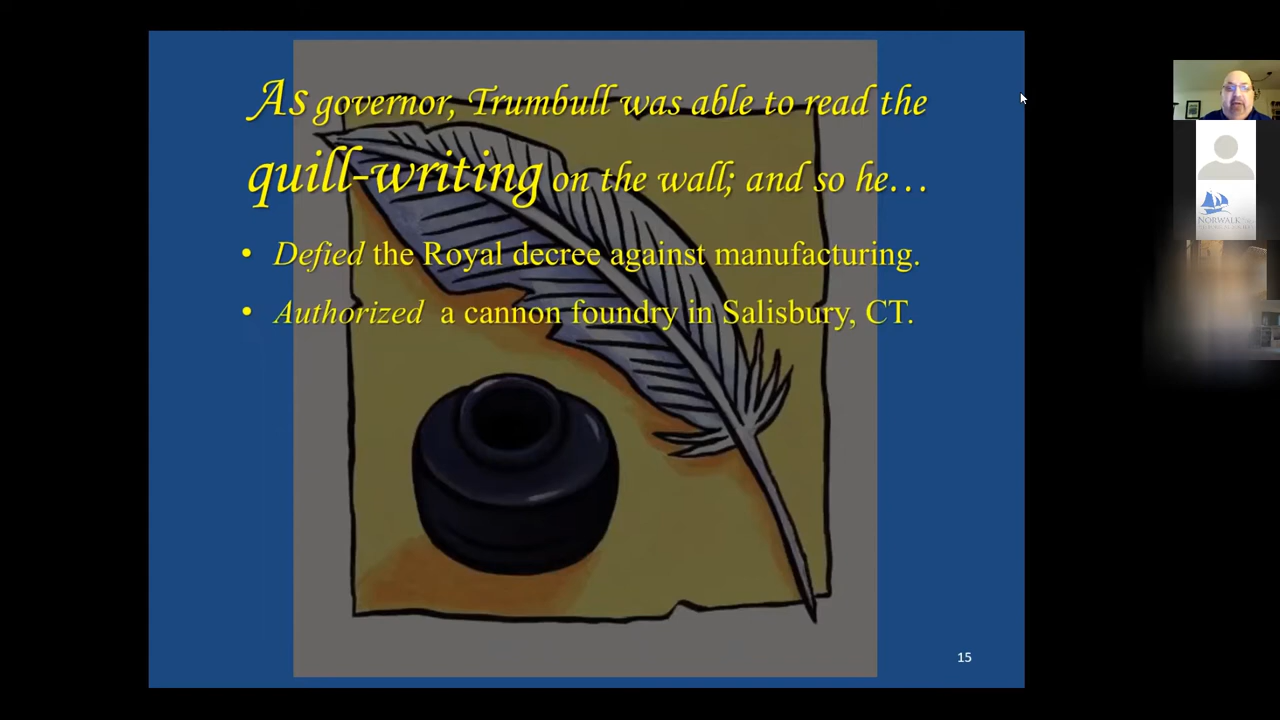 As governor, Trumbull was able to read the
quill-writing on the wall; and so he…
• Defied the Royal decree against manufacturing.
• Authorized a cannon foundry in Salisbury, CT.
15
NORWALK